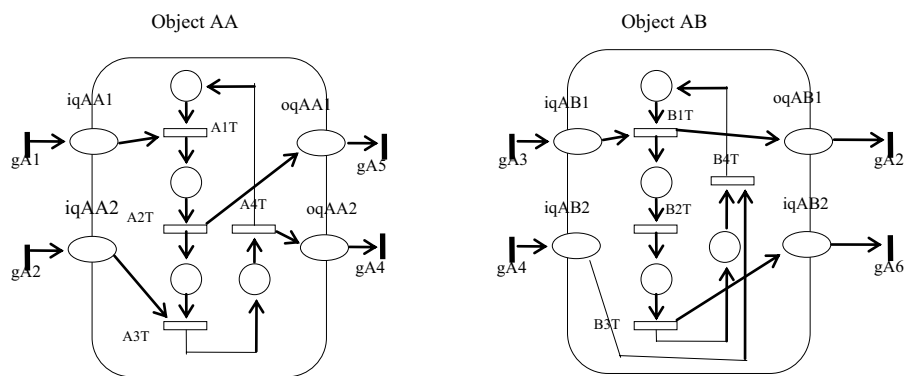 Object AA
Object AB
iqAA1
oqAA1
A1T
gA1
gA5
iqAA2
A2T
A4T
oqAA2
gA2
gA4
A3T
iqAB1
oqAB1
B1T
gA3
gA2
B4T
iqAB2
B2T
iqAB2
gA4
gA6
B3T